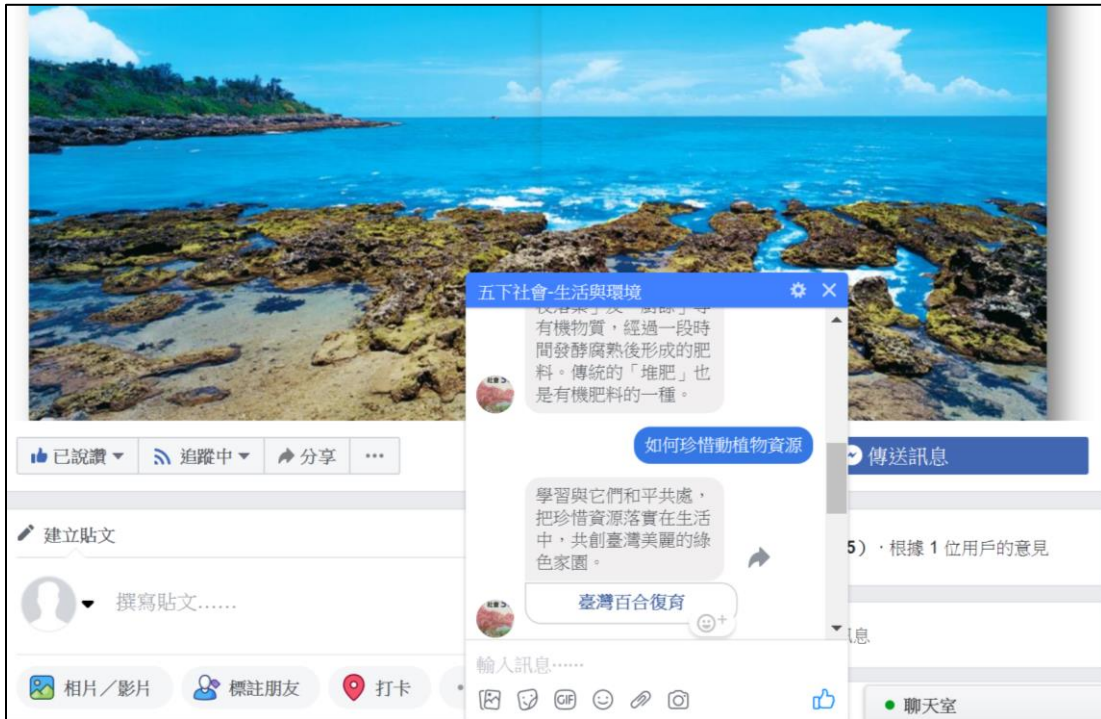 五下社會-生活與環境
有機物質，經過一段時
間發酵腐熟後形成的肥
料。傳統的「堆肥」也
是有機肥料的一種。
如何珍惜動植物資源
學習與它們和平共處，
把珍惜資源落實在生活
中，共創臺灣美麗的綠
色家園。
臺灣百合復育
輸入訊息……
GIF
已說讚
追蹤中
分享
傳送訊息
建立貼文
撰寫貼文……
相片／影片
標註朋友
打卡
5）·根據 1 位用戶的意見
息
聊天室